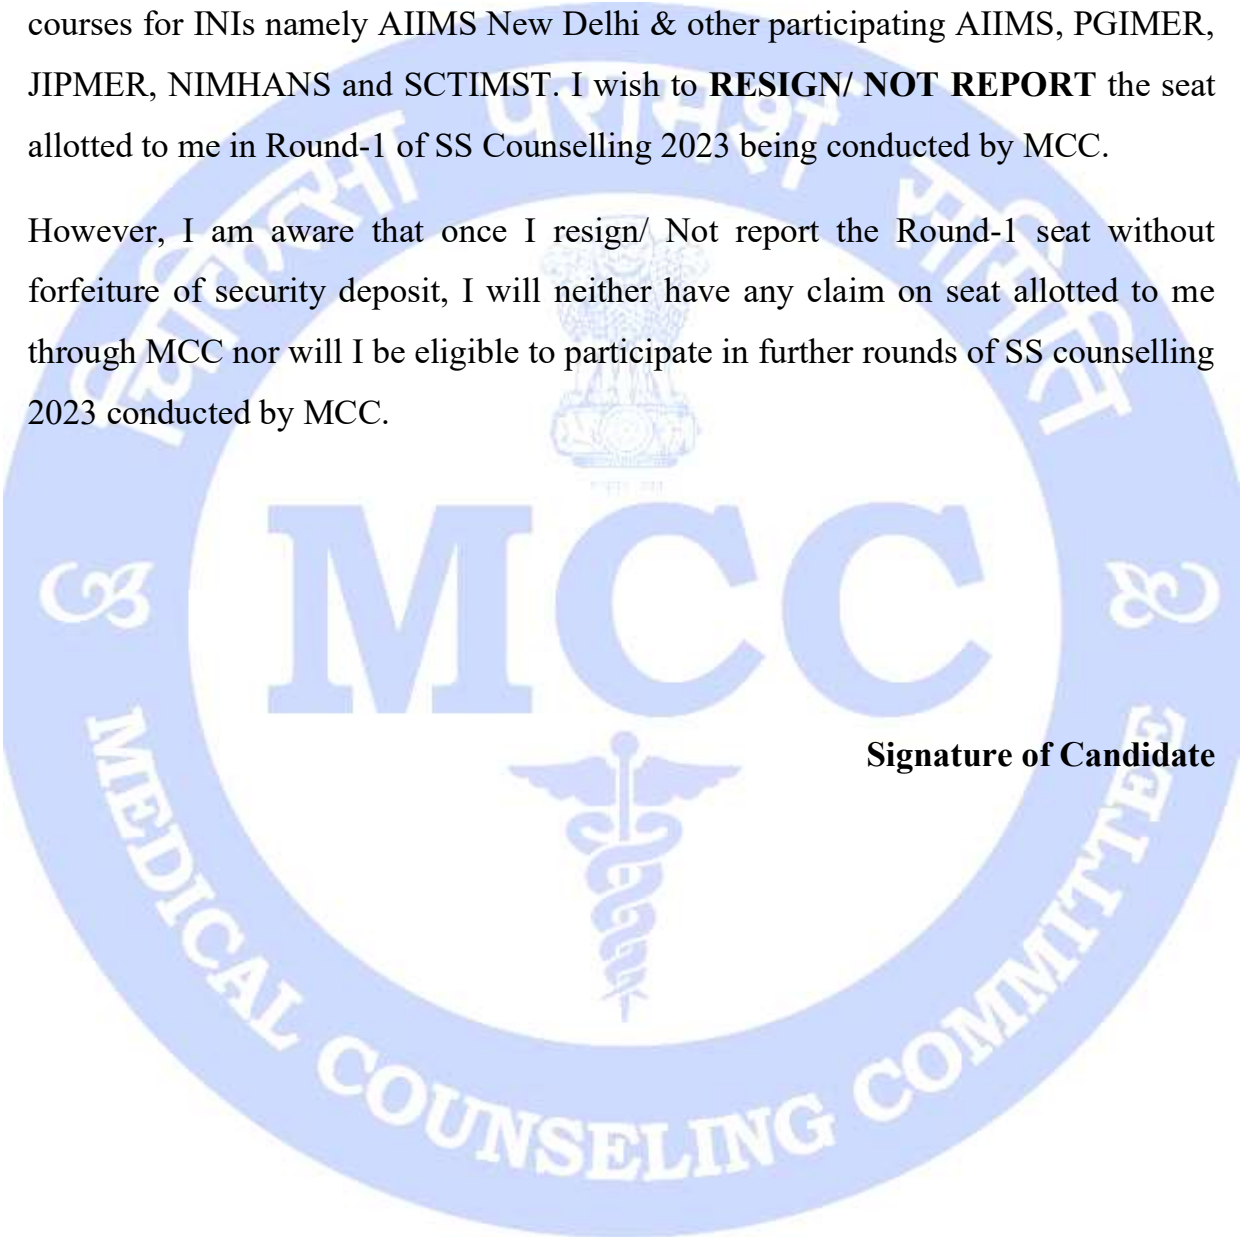 courses for INIs namely AIIMS New Delhi & other participating AIIMS, PGIMER,
JIPMER, NIMHANS and SCTIMST. I wish to RESIGN/ NOT REPORT the seat
allotted to me in Round-1 of SS Counselling 2023 being conducted by MCC.
However, I am aware that once I resign/ Not report the Round-1 seat without
forfeiture of security deposit, I will neither have any claim on seat allotted to me
through MCC nor will I be eligible to participate in further rounds of SS counselling
2023 conducted by MCC.
चिकित्सा परामर्श समिति
MCC
Signature of Candidate
MEDICAL COUNSELING COMMITTEE